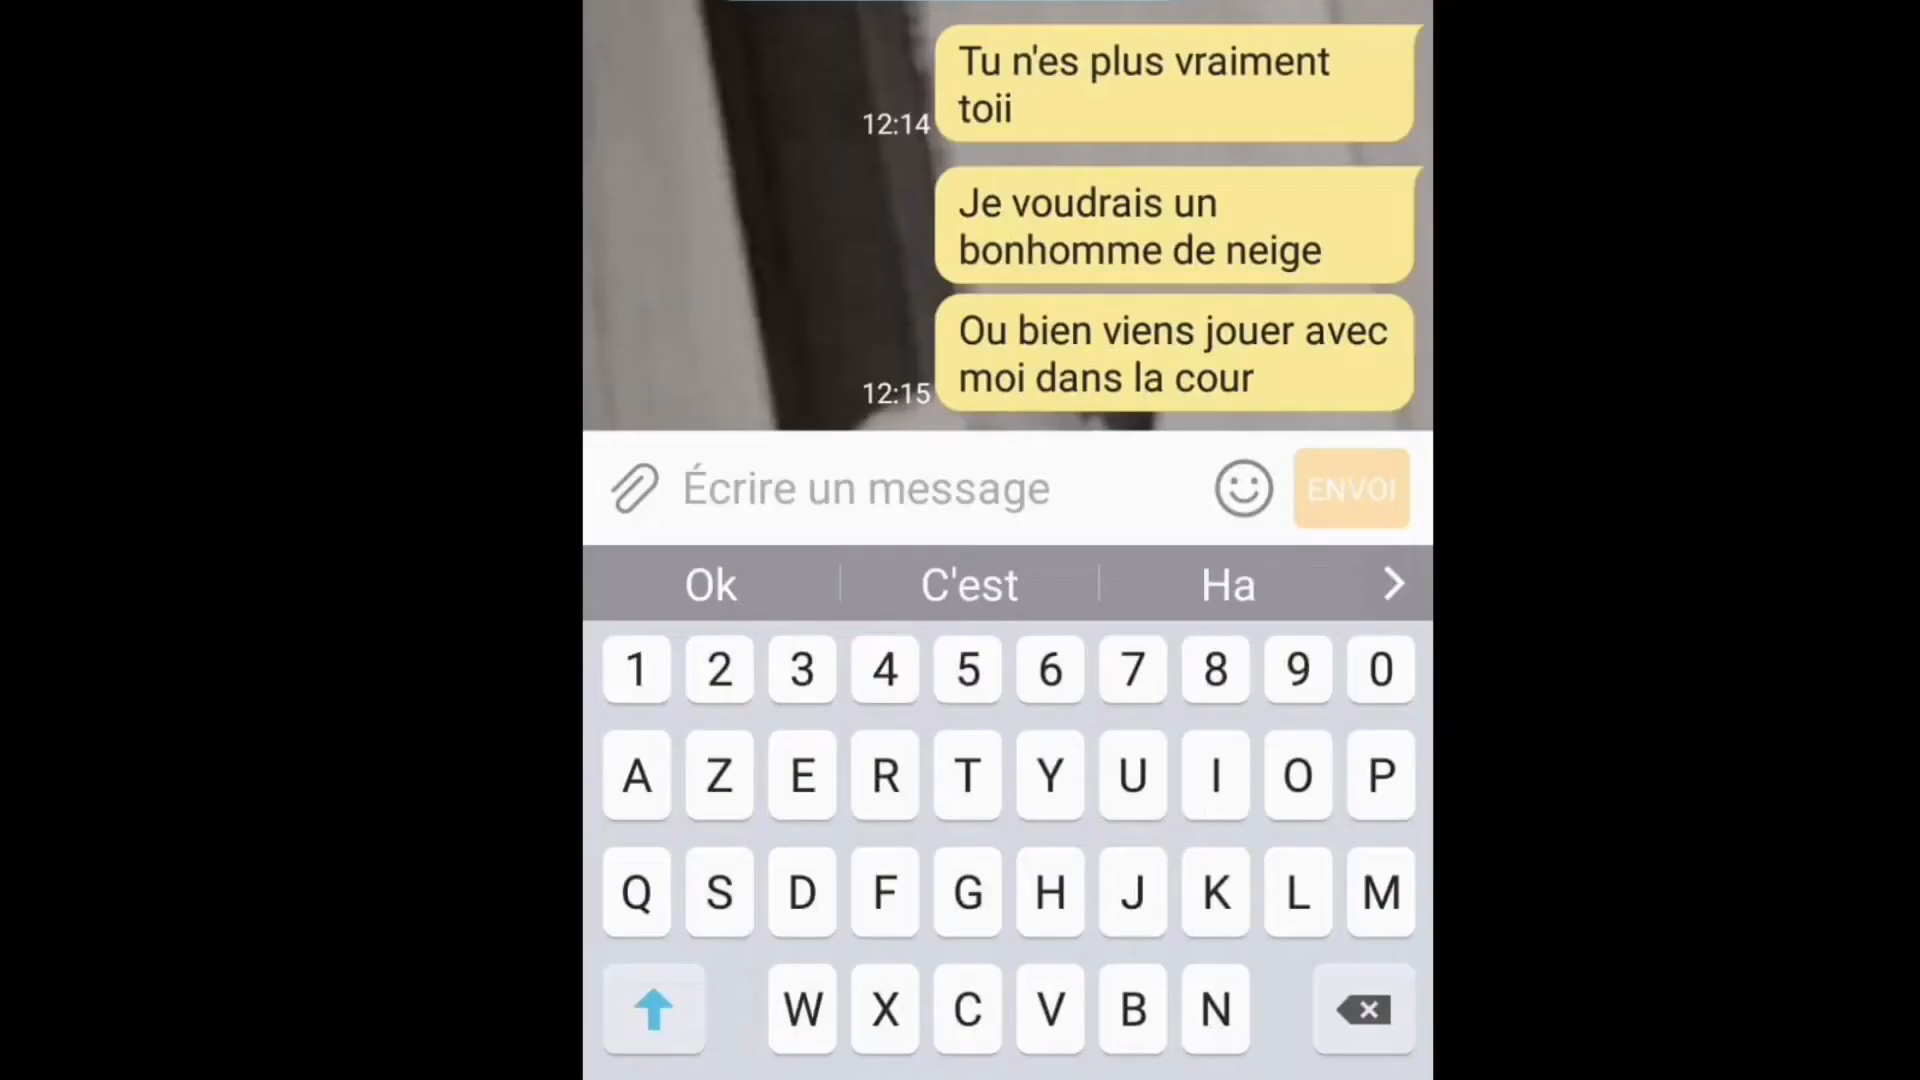 Tu n'es plus vraiment
toii
12:14
Je voudrais un
bonhomme de neige
Ou bien viens jouer avec
moi dans la cour
12:15
Écrire un message
ENVOI
Ok C'est Ha
1 2 3 4 5 6 7 8 9 0
A Z E R T Y U I O P
Q S D F G H J K L M
W X C V B N